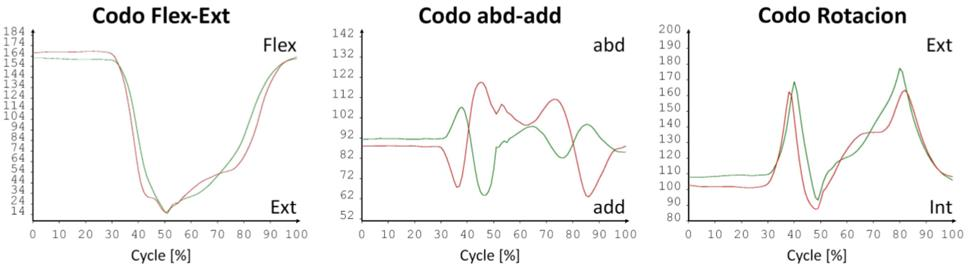 Codo Flex-Ext
184
174
164
154
144
134
124
114
104
94
84
74
64
54
44
34
24
14
Flex
Ext
0 10 20 30 40 50 60 70 80 90 100
Cycle [%]
Codo abd-add
142
132
122
112
102
92
82
72
62
52
abd
add
0 10 20 30 40 50 60 70 80 90 100
Cycle [%]
Codo Rotacion
200
190
180
170
160
150
140
130
120
110
100
90
80
Ext
Int
0 10 20 30 40 50 60 70 80 90 100
Cycle [%]